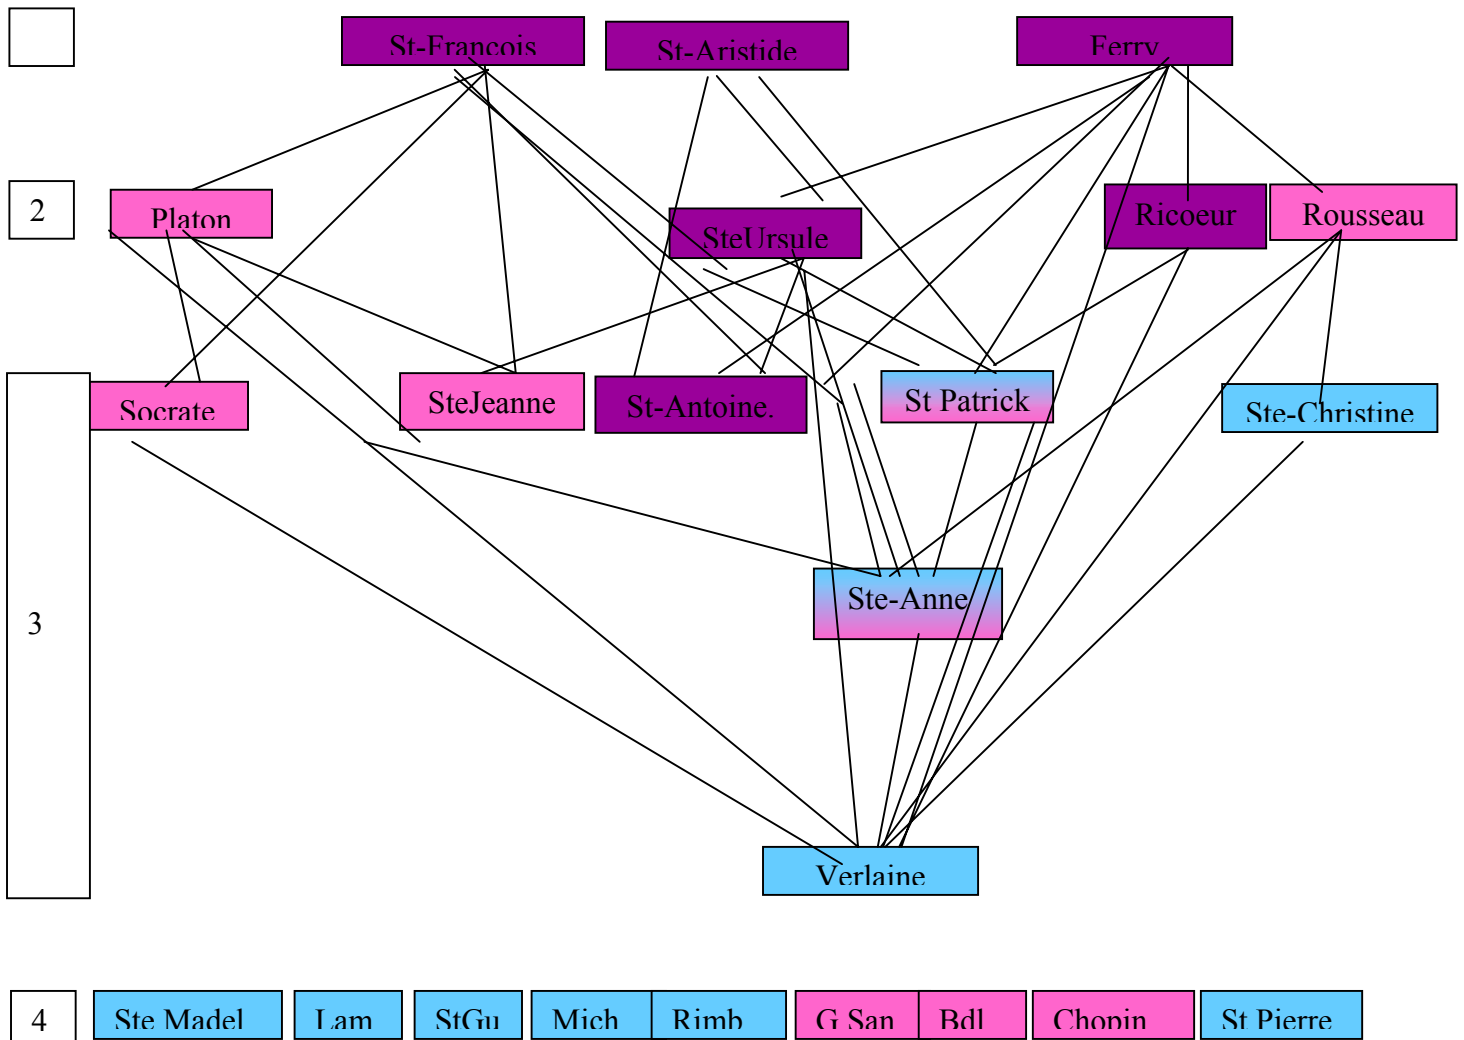 St-Francois
St-Aristide
Ferry
2
Platon
SteUrsule
Ricoeur
Rousseau
Socrate
SteJeanne
St-Antoine.
St Patrick
Ste-Christine
3
Ste-Anne
Verlaine
4
Ste Madel
Lam
StGu
Mich
Rimb
G San
Bdl
Chopin
St Pierre